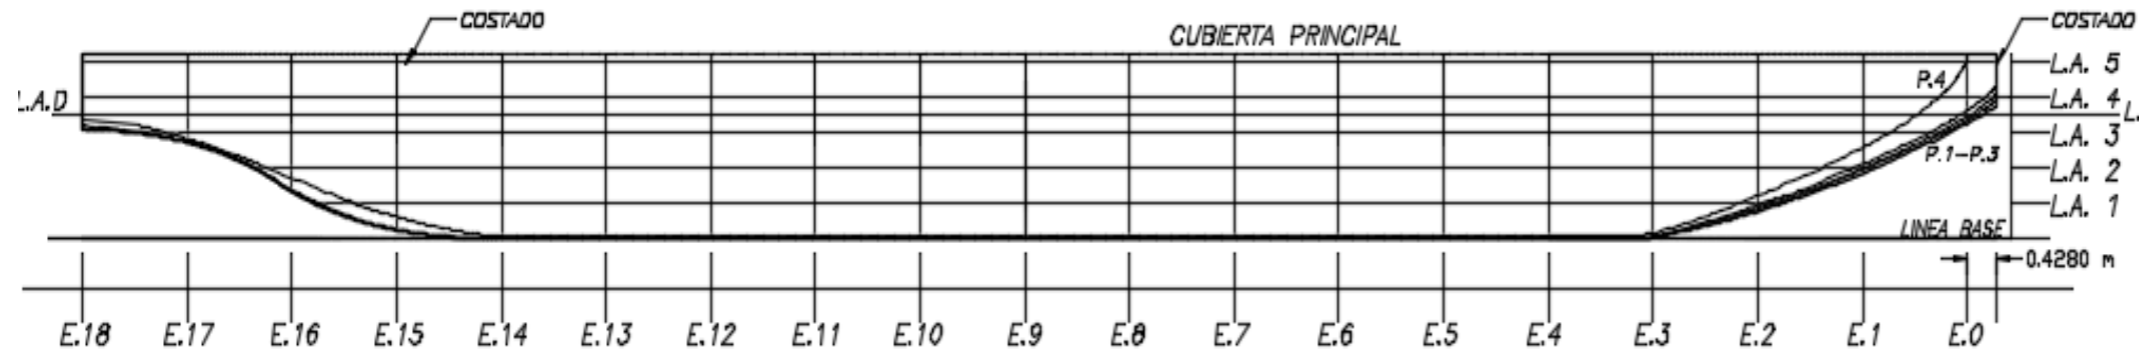 COSTADO
COSTADO
CUBIERTA PRINCIPAL
L.A. 5
P.4
L.A.D
L.A. 4
L.
L.A. 3
P.1-P.3
L.A. 2
L.A. 1
LINEA BASE
0.4280 m
E.18 E.17 E.16 E.15 E.14 E.13 E.12 E.11 E.10 E.9 E.8 E.7 E.6 E.5 E.4 E.3 E.2 E.1 E.0